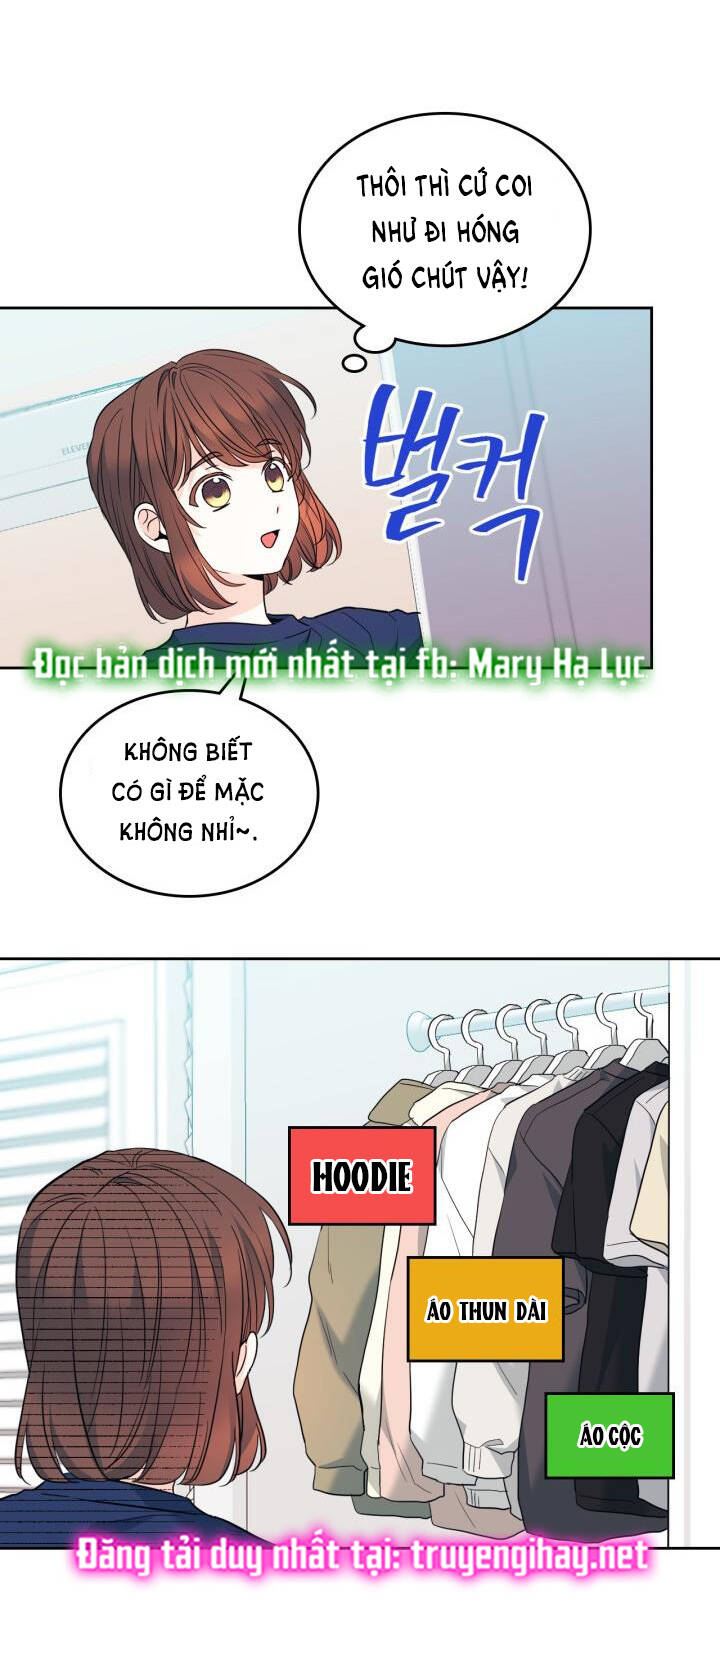 THÔI THÌ CỨ COI
NHƯ ĐI HÓNG
GIÓ CHÚT VẬY!
ELEVEN
벌컥
Đọc bản dịch mới nhất tại fb: Mary Hạ Lục
KHÔNG BIẾT
CÓ GÌ ĐỂ MẶC
KHÔNG NHỈ~.
HOODIE
ÁO THUN DÀI
ÁO CỘC
Đăng tải duy nhất tại: truyengihay.net